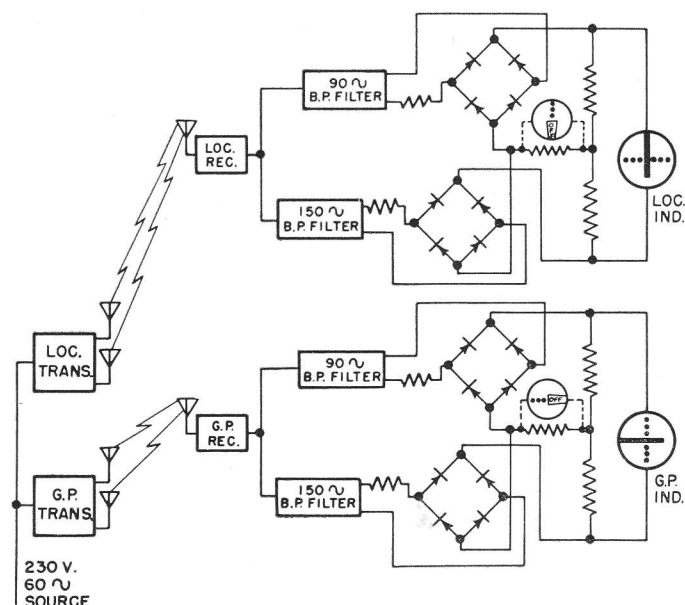 90 ∿
B.P. FILTER
OFF
LOC.
REC.
LOC.
IND.
150 ∿
B.P. FILTER
LOC.
TRANS.
90 ∿
B.P. FILTER
OFF
G.P.
REC.
G.P.
IND.
150 ∿
B.P. FILTER
G.P.
TRANS.
230 V.
60 ∿
SOURCE